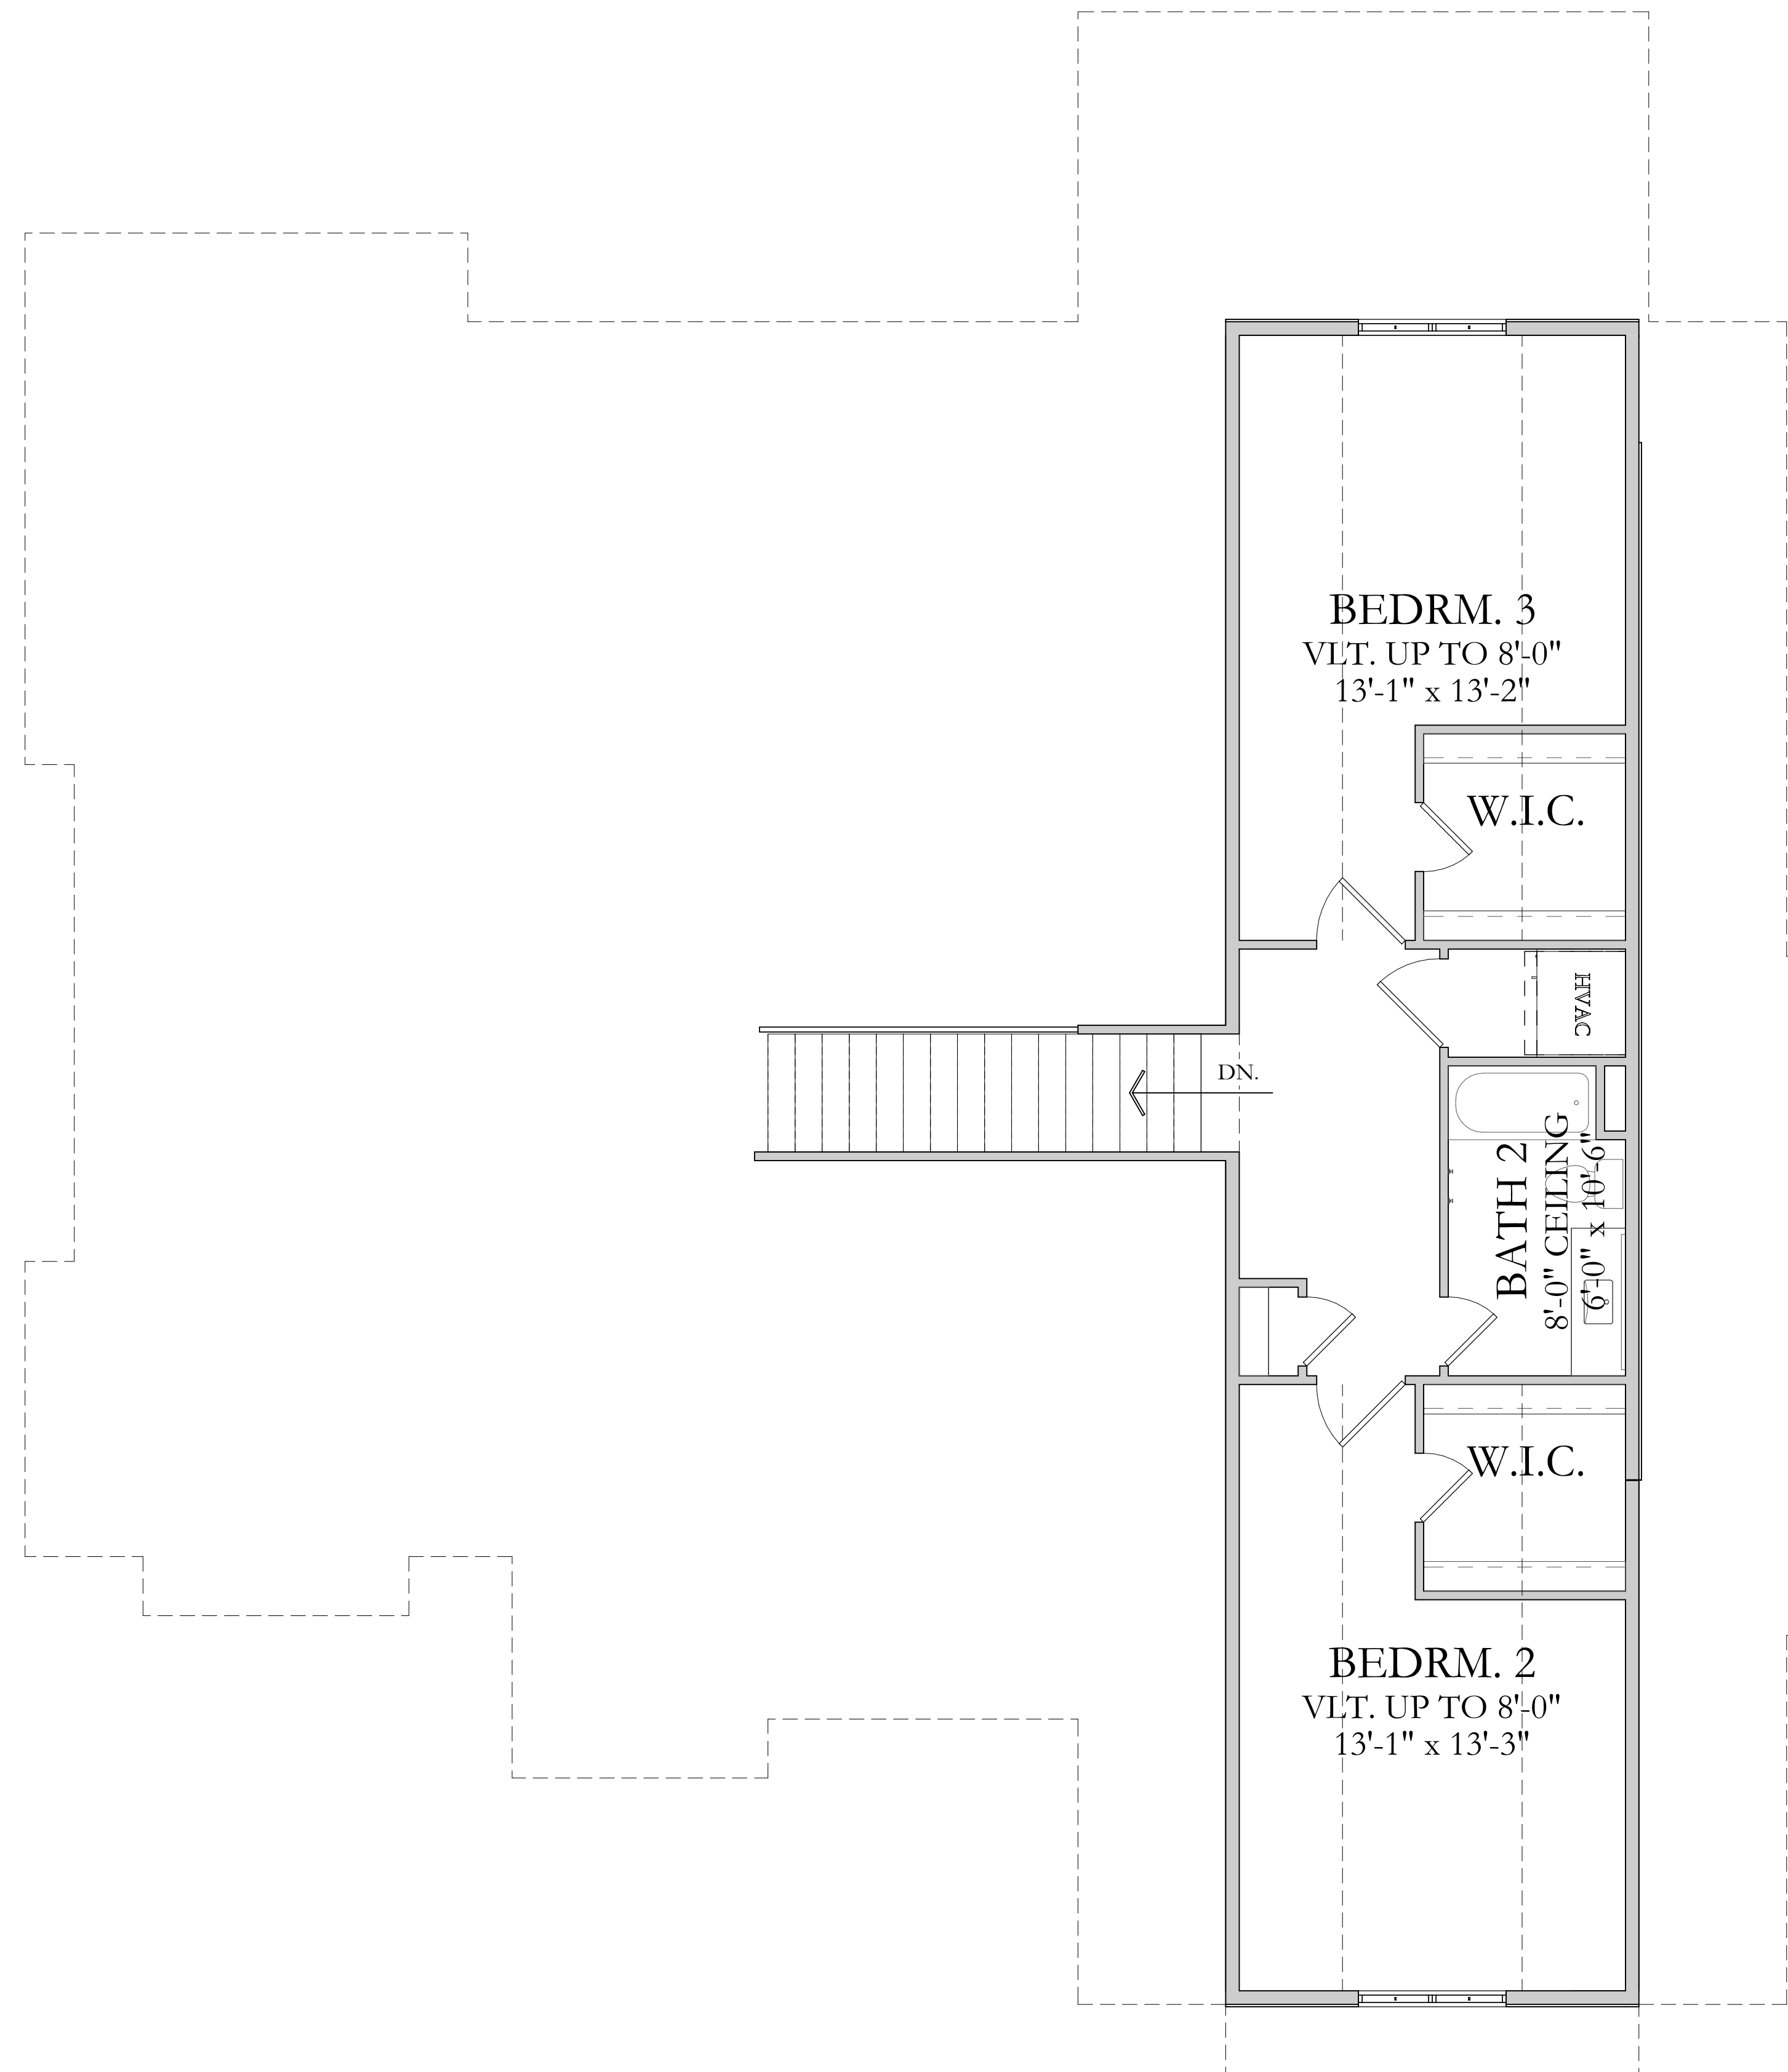 BEDRM. 3
VLT. UP TO 8'-0"
13'-1" x 13'-2"
W.I.C.
HVAC
DN.
BATH 2
8'-0" CEILING
6'-0" x 10'-6"
W.I.C.
BEDRM. 2
VLT. UP TO 8'-0"
13'-1" x 13'-3"